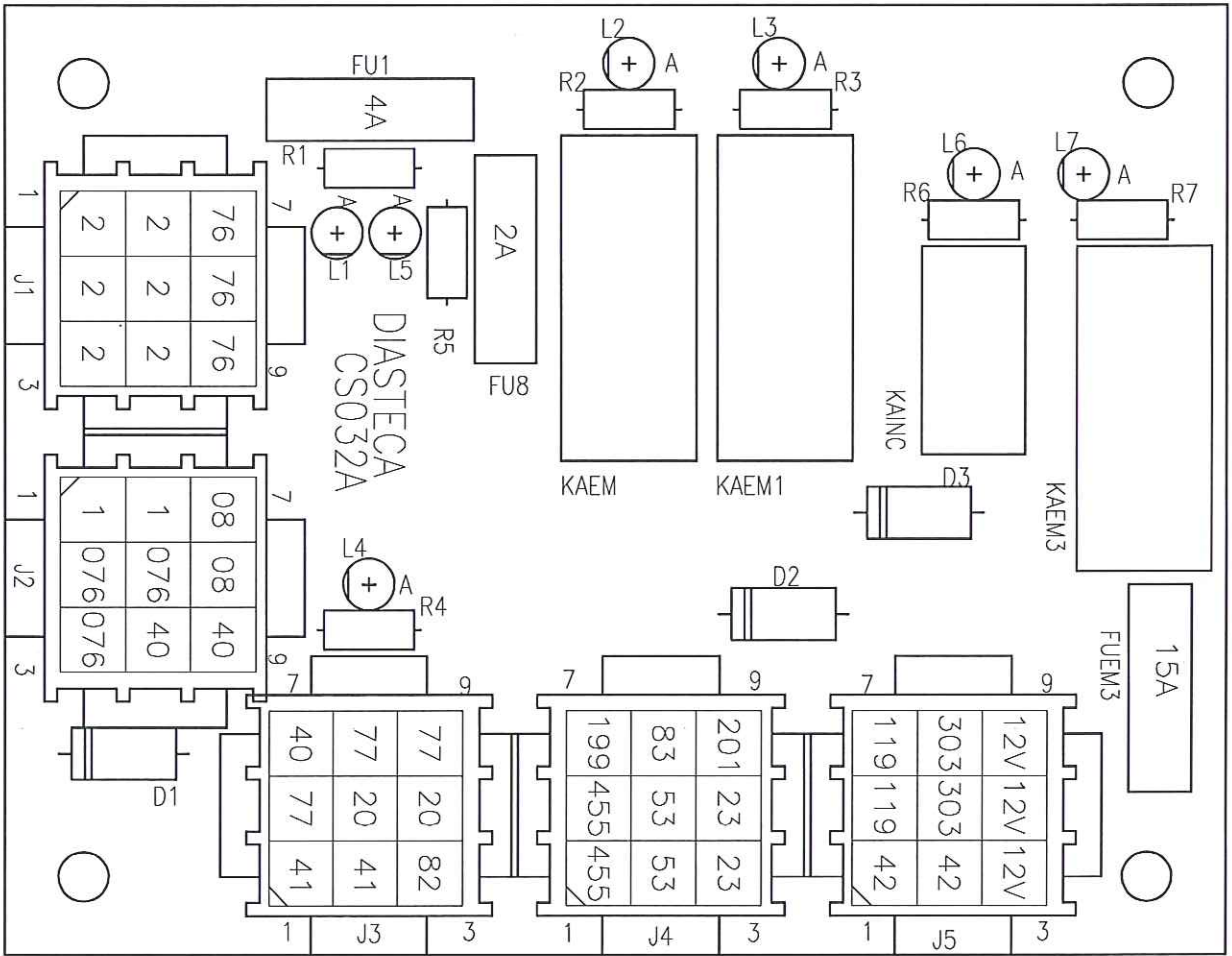 L2
A
L3
A
FU1
4A
R2
R3
R1
L6
A
L7
A
R6
R7
A
A
L1
L5
2A
R5
FU8
1
7
2 2 76
J1
2 2 76
2 2 76
3
9
DIASTECA
CS032A
KAEM
KAEM1
KAINC
KAEM3
D3
1
7
1 1 08
J2
076 076 08
076 40 40
3
9
L4
A
R4
D2
FUEM3
15A
D1
7
9
40 77 77
77 20 20
41 41 82
1
J3
3
7
9
199 83 201
455 53 23
455 53 23
1
J4
3
7
9
119 303 12V
119 303 12V
42 42 12V
1
J5
3